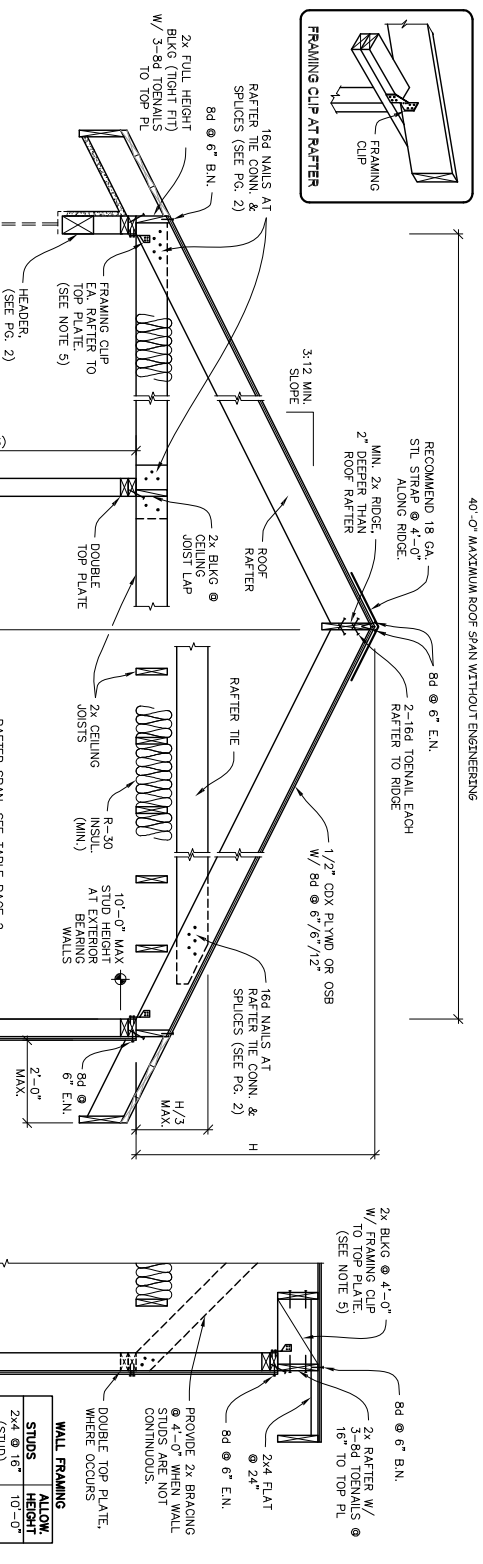 40'-0" MAXIMUM ROOF SPAN WITHOUT ENGINEERING
FRAMING
CLIP
FRAMING CLIP AT RAFTER
RECOMMEND 18 GA.
STL STRAP @ 4'-0"
ALONG RIDGE.
MIN. 2x RIDGE,
2" DEEPER THAN
ROOF RAFTER
8d @ 6" E.N.
2-16d TOENAIL EACH
RAFTER TO RIDGE
1/2" CDX PLYWD OR OSB
W/ 8d @ 6"/6"/12"
3:12 MIN.
SLOPE
ROOF
RAFTER
16d NAILS AT
RAFTER TIE CONN. &
SPLICES (SEE PG. 2)
8d @ 6" B.N.
2x FULL HEIGHT
BLKG (TIGHT FIT)
W/ 3-8d TOENAILS
TO TOP PL
FRAMING CLIP
EA. RAFTER TO
TOP PLATE.
(SEE NOTE 5)
HEADER,
(SEE PG. 2)
2x BLKG @
CEILING
JOIST LAP
DOUBLE
TOP PLATE
2x CEILING
JOISTS
RAFTER TIE
R-30
INSUL.
(MIN.)
16d NAILS AT
RAFTER TIE CONN. &
SPLICES (SEE PG. 2)
10'-0" MAX
STUD HEIGHT
AT EXTERIOR
BEARING
WALLS
8d @
6" E.N.
2'-0"
MAX.
H/3
MAX.
H
2x BLKG @ 4'-0"
W/ FRAMING CLIP
TO TOP PLATE.
(SEE NOTE 5)
8d @ 6" B.N.
2x RAFTER W/
3-8d TOENAILS @
16" TO TOP PL
2x4 FLAT
@ 24"
8d @ 6" E.N.
PROVIDE 2x BRACING
@ 4'-0" WHEN WALL
STUDS ARE NOT
CONTINUOUS.
DOUBLE TOP PLATE,
WHERE OCCURS
WALL FRAMING
STUDS ALLOW. HEIGHT
2x4 @ 16" 10'-0"